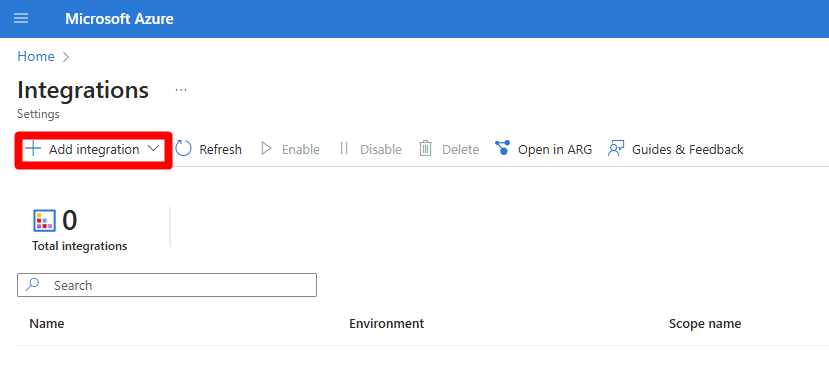 Microsoft Azure
Home
Integrations ...
Settings
Add integration Refresh Enable Disable Delete Open in ARG Guides & Feedback
0
Total integrations
Search
Name Environment Scope name